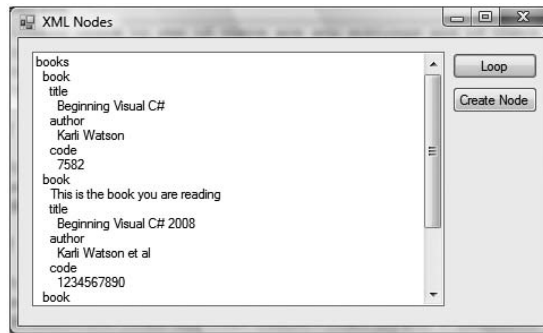 XML Nodes
books
book
title
Beginning Visual C#
author
Karli Watson
code
7582
book
This is the book you are reading
title
Beginning Visual C# 2008
author
Karli Watson et al
code
1234567890
book
Loop
Create Node